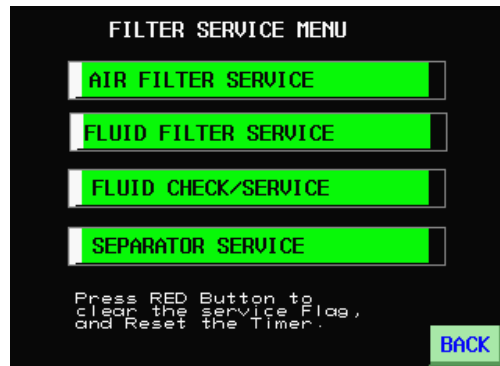 FILTER SERVICE MENU
AIR FILTER SERVICE
FLUID FILTER SERVICE
FLUID CHECK/SERVICE
SEPARATOR SERVICE
Press RED Button to
clear the service Flag,
and Reset the Timer.
BACK